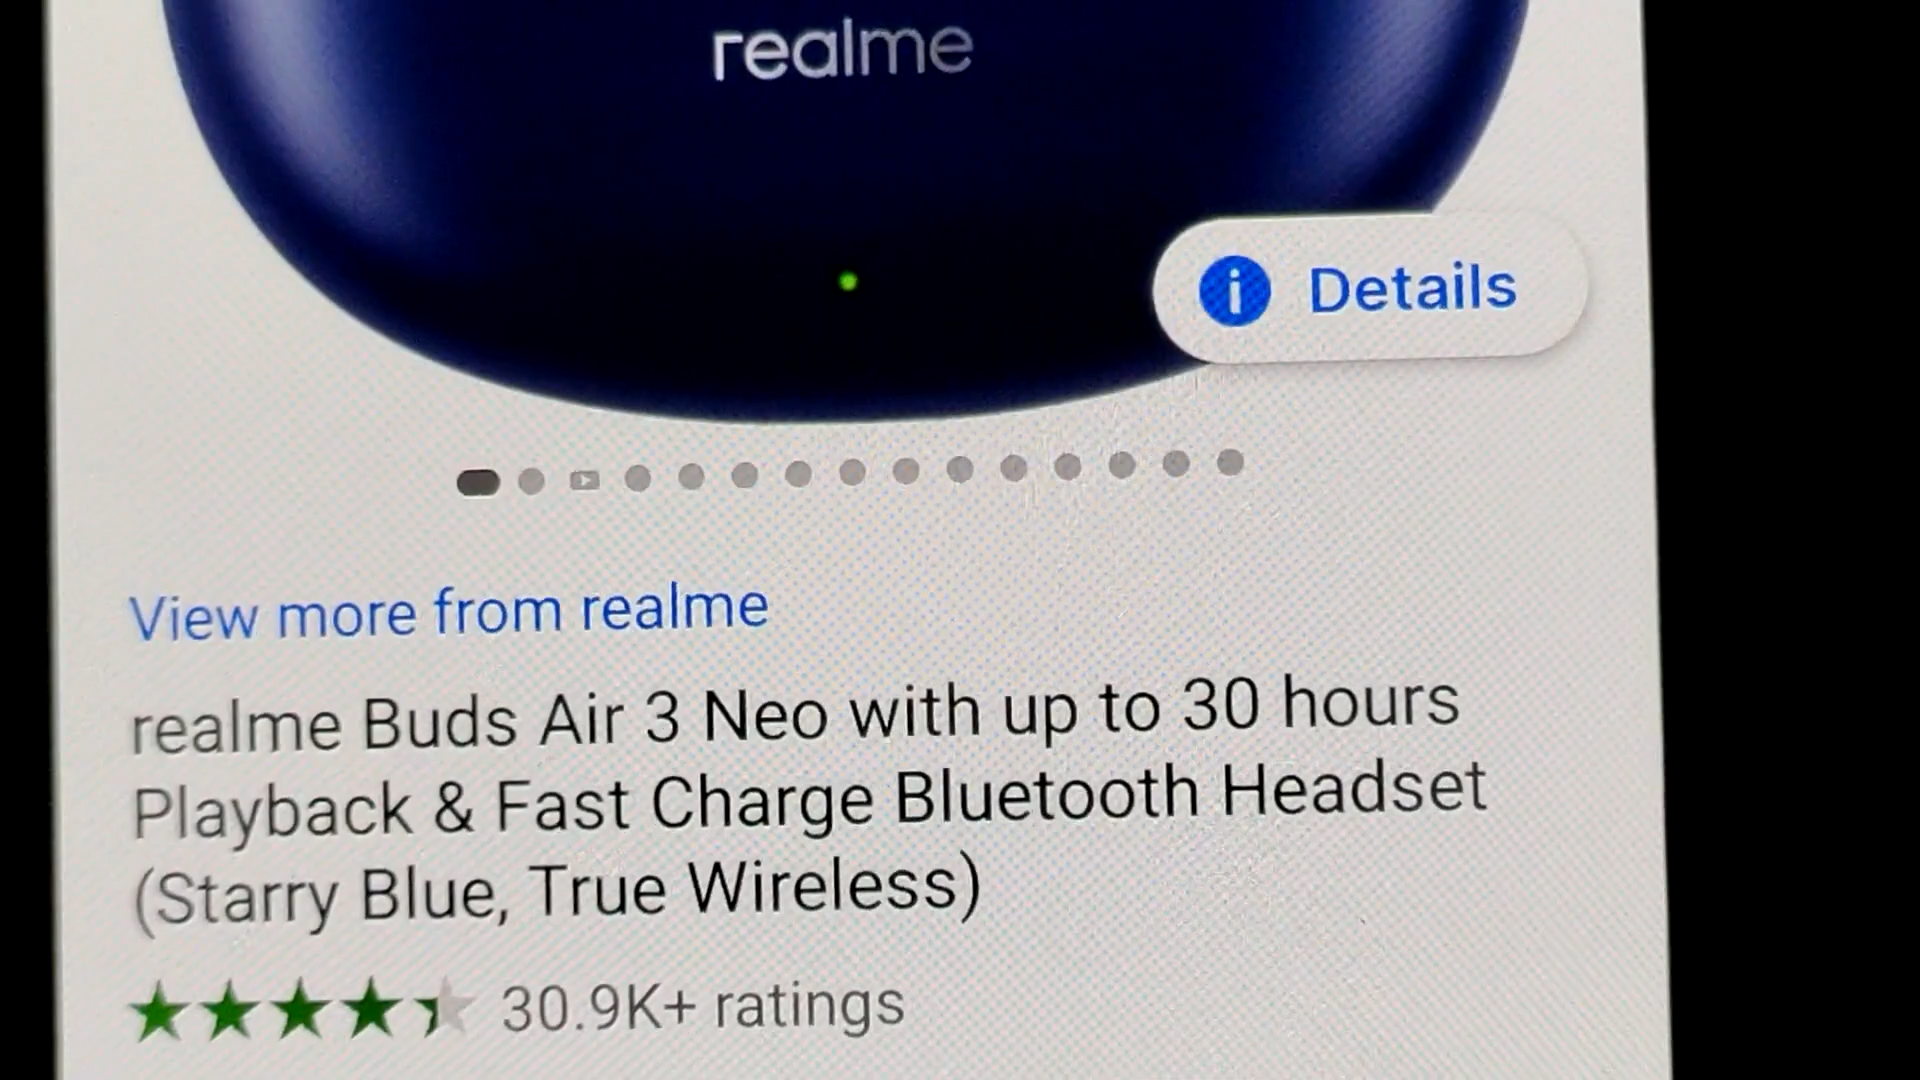 realme
Details
View more from realme
realme Buds Air 3 Neo with up to 30 hours
Playback & Fast Charge Bluetooth Headset
(Starry Blue, True Wireless)
30.9K+ ratings